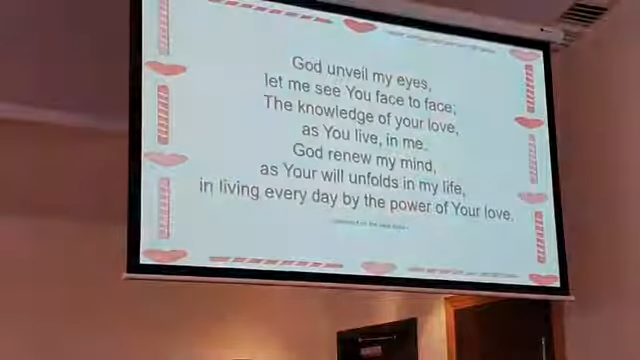 God unveil my eyes,
let me see You face to face;
The knowledge of your love,
as You live, in me.
God renew my mind,
as Your will unfolds in my life,
in living every day by the power of Your love.